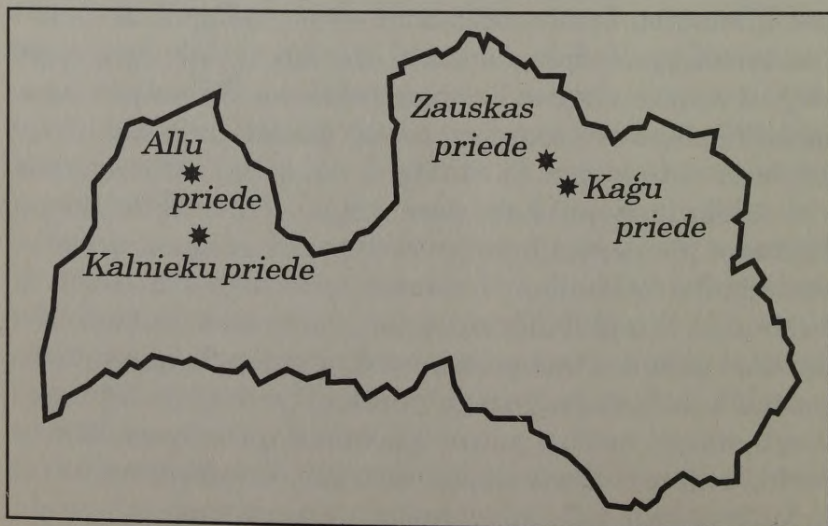 Allu
priede
Kalnieku priede
Zauskas
priede
Kaģu
priede